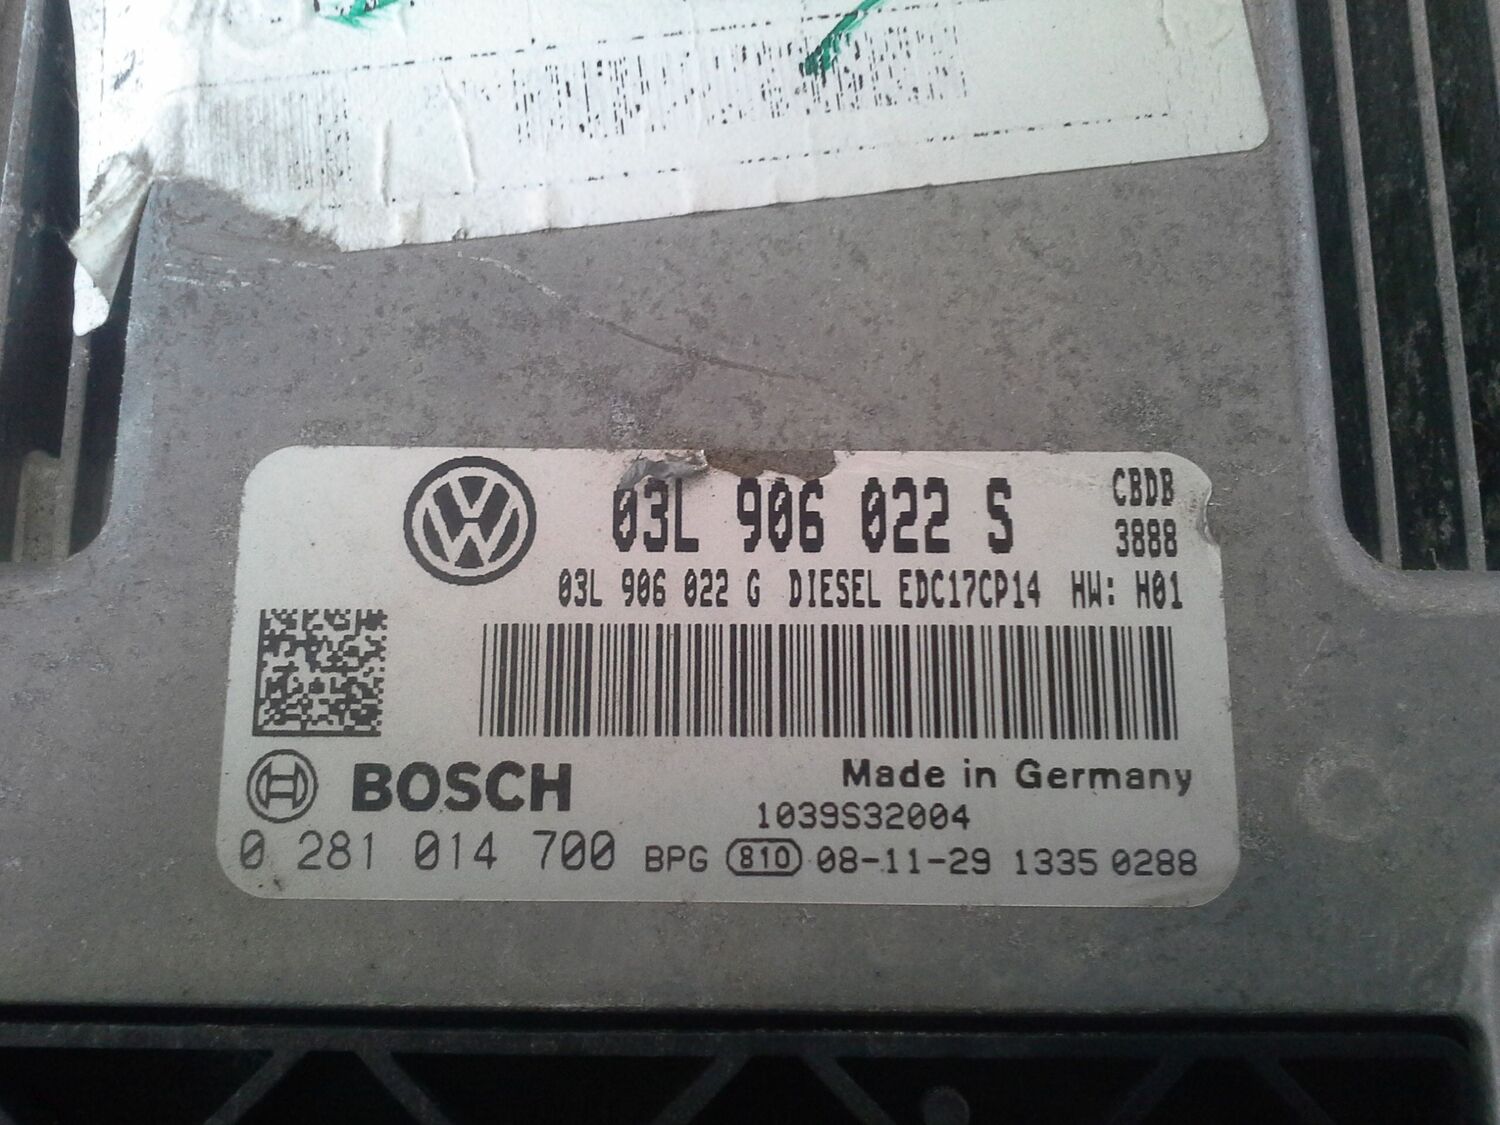 03L 906 022 S
CBDB
3888
03L 906 022 G DIESEL EDC17CP14 HW: H01
BOSCH
Made in Germany
1039S32004
0 281 014 700 BPG 810 08-11-29 1335 0288